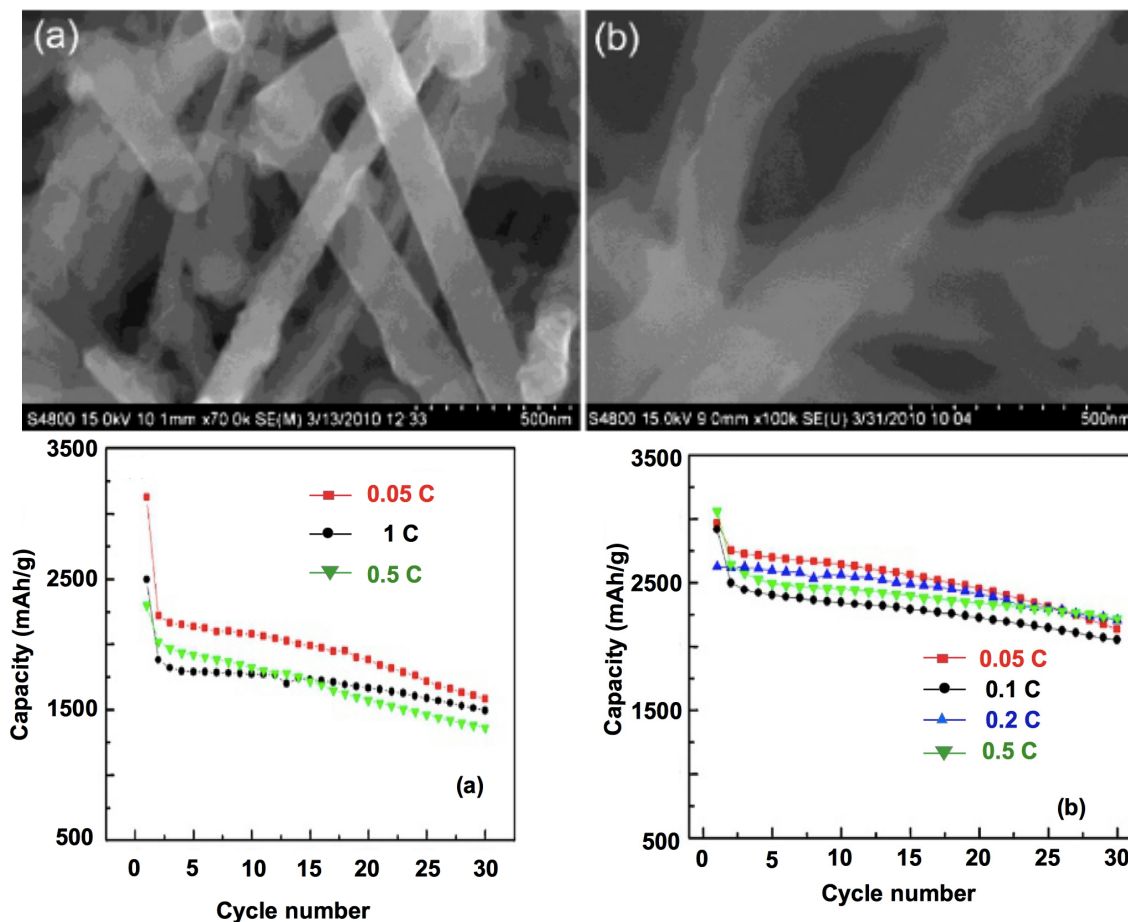 (a)
(b)
S4800 15.0kV 10.1mm x70.0k SE(M) 3/13/2010 12:33 500nm
S4800 15.0kV 9.0mm x100k SE(U) 3/31/2010 10:04 500nm
3500
2500
1500
500
Capacity (mAh/g)
0.05 C
1 C
0.5 C
(a)
0 5 10 15 20 25 30
Cycle number
3500
2500
1500
500
Capacity (mAh/g)
0.05 C
0.1 C
0.2 C
0.5 C
(b)
0 5 10 15 20 25 30
Cycle number